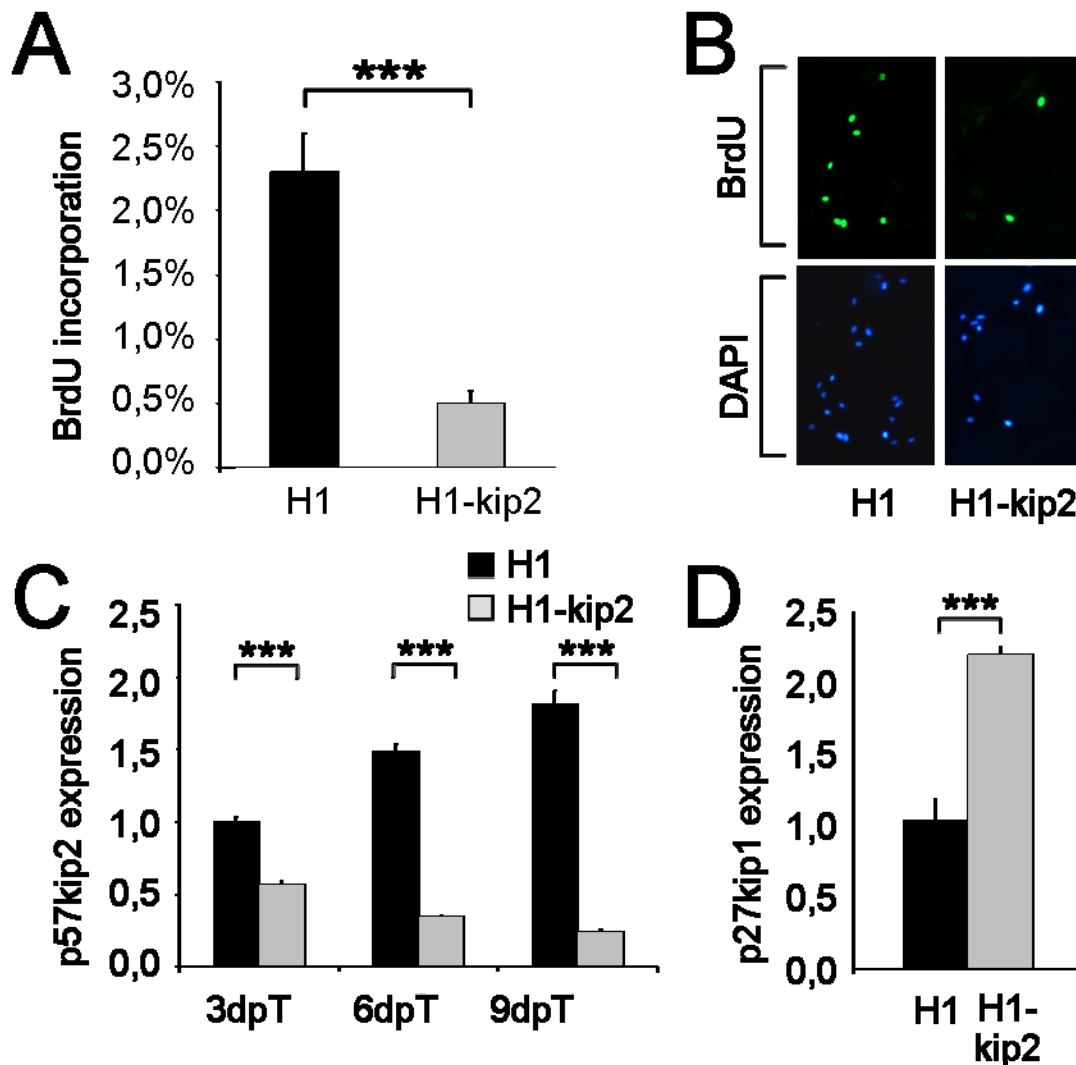 A
***
3,0%
2,5%
2,0%
1,5%
1,0%
0,5%
0,0%
BrdU incorporation
H1
H1-kip2
B
BrdU
DAPI
H1
H1-kip2
C
H1
H1-kip2
2,5
2,0
1,5
1,0
0,5
0,0
p57kip2 expression
***
***
***
3dpT
6dpT
9dpT
D
***
2,5
2,0
1,5
1,0
0,5
0,0
p27kip1 expression
H1
H1-
kip2